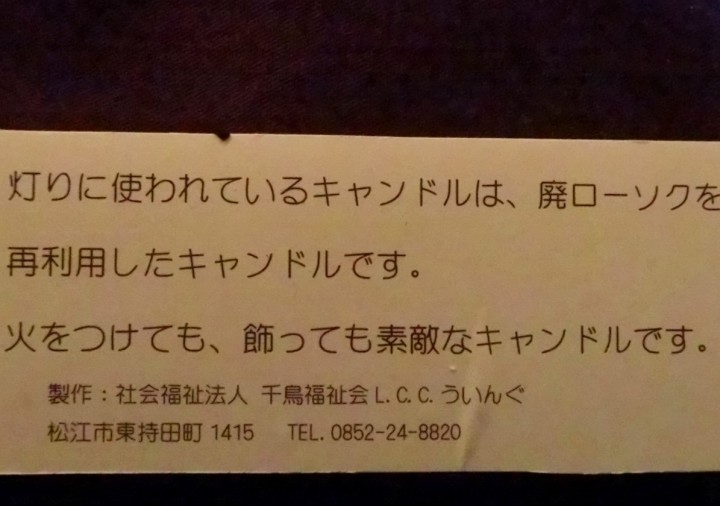 灯りに使われているキャンドルは、廃ローソクを
再利用したキャンドルです。
火をつけても、飾っても素敵なキャンドルです。
製作：社会福祉法人 千鳥福祉会 L.C.C.ういんぐ
松江市東持田町 1415 TEL. 0852-24-8820